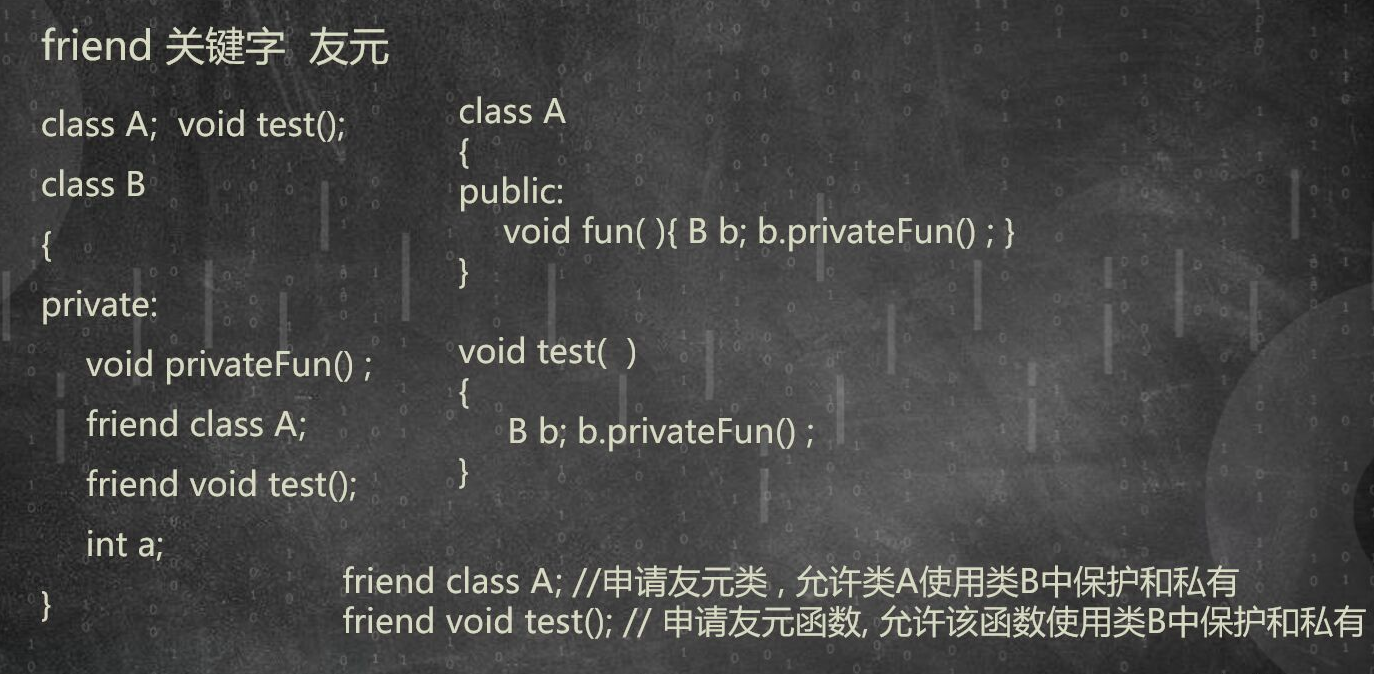 friend 关键字 友元
class A; void test();
class B
{
private:
void privateFun() ;
friend class A;
friend void test();
int a;
}
class A
{
public:
void fun( ){ B b; b.privateFun() ; }
}
void test( )
{
B b; b.privateFun() ;
}
friend class A; //申请友元类 , 允许类A使用类B中保护和私有
friend void test(); // 申请友元函数, 允许该函数使用类B中保护和私有